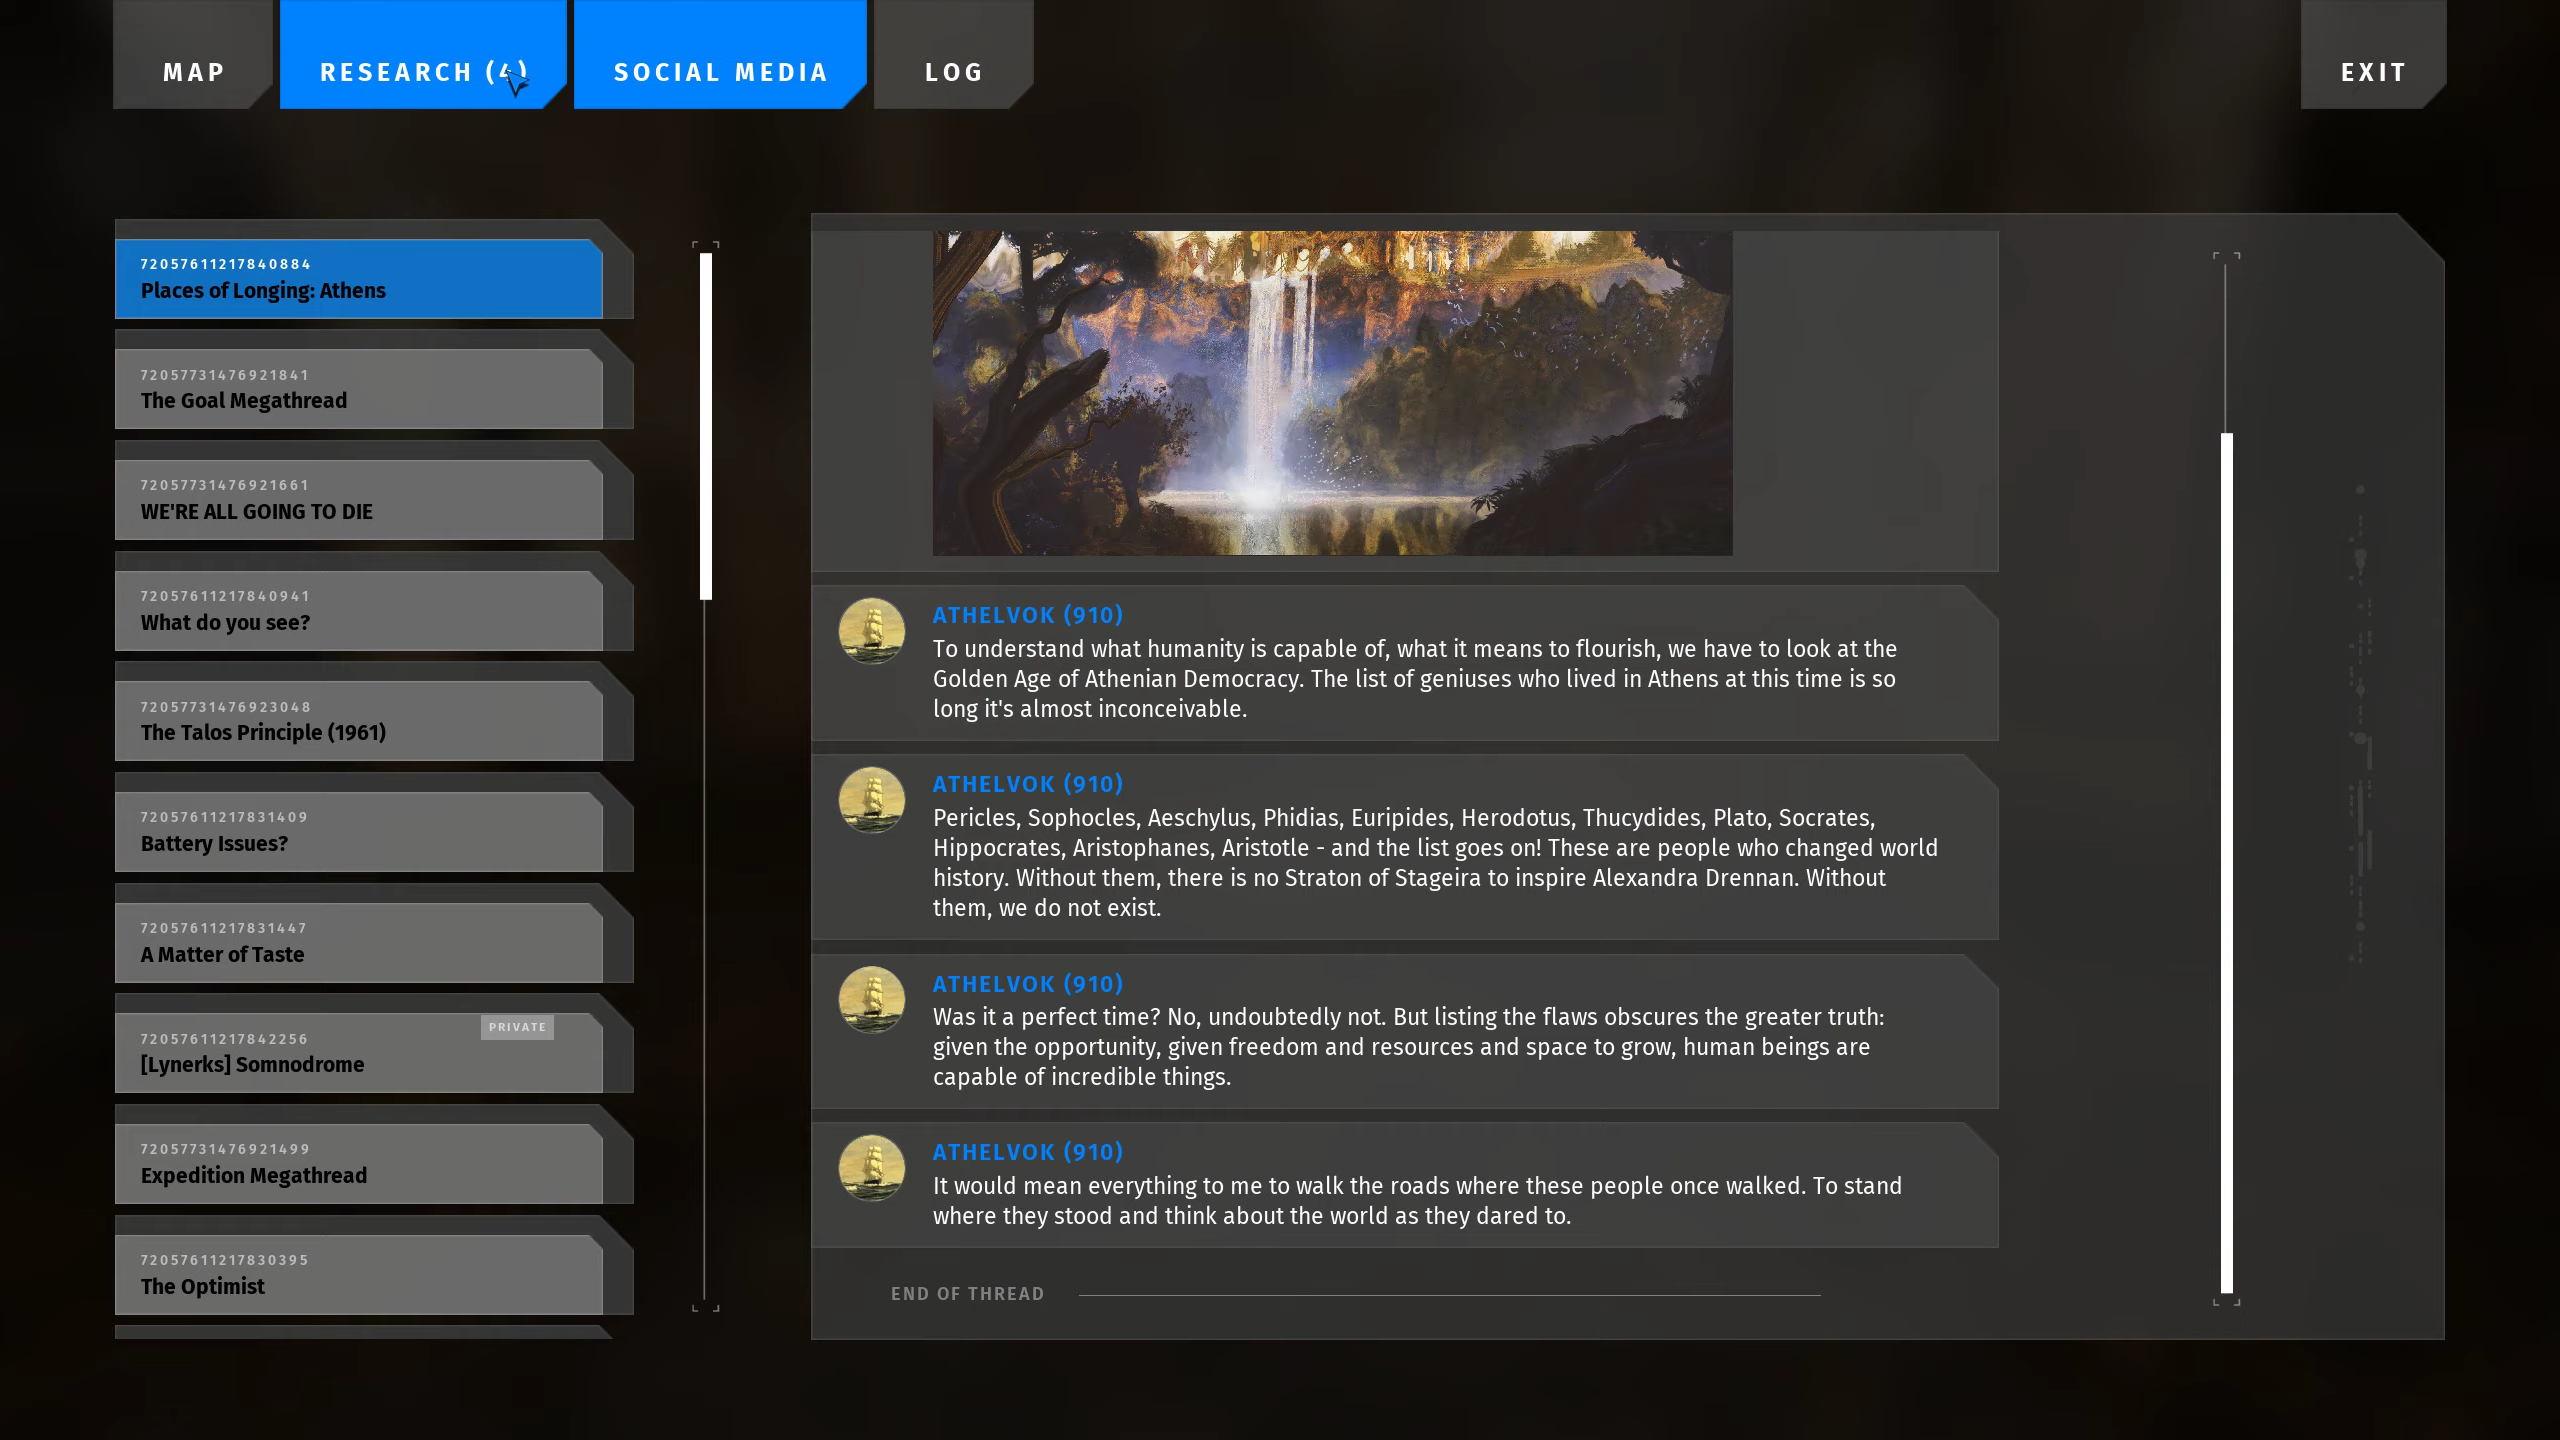 MAP
RESEARCH (4)
SOCIAL MEDIA
LOG
EXIT
72057611217840884
Places of Longing: Athens
72057731476921841
The Goal Megathread
72057731476921661
WE'RE ALL GOING TO DIE
72057611217840941
What do you see?
72057731476923048
The Talos Principle (1961)
72057611217831409
Battery Issues?
72057611217831447
A Matter of Taste
PRIVATE
72057611217842256
[Lynerks] Somnodrome
72057731476921499
Expedition Megathread
72057611217830395
The Optimist
ATHELVOK (910)
To understand what humanity is capable of, what it means to flourish, we have to look at the
Golden Age of Athenian Democracy. The list of geniuses who lived in Athens at this time is so
long it's almost inconceivable.
ATHELVOK (910)
Pericles, Sophocles, Aeschylus, Phidias, Euripides, Herodotus, Thucydides, Plato, Socrates,
Hippocrates, Aristophanes, Aristotle - and the list goes on! These are people who changed world
history. Without them, there is no Straton of Stageira to inspire Alexandra Drennan. Without
them, we do not exist.
ATHELVOK (910)
Was it a perfect time? No, undoubtedly not. But listing the flaws obscures the greater truth:
given the opportunity, given freedom and resources and space to grow, human beings are
capable of incredible things.
ATHELVOK (910)
It would mean everything to me to walk the roads where these people once walked. To stand
where they stood and think about the world as they dared to.
END OF THREAD